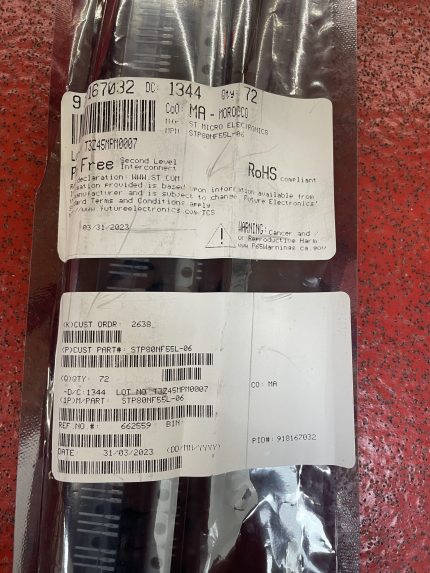 167032 DC: 1344 Qty 72
CoO: MA - MOROCCO
MFG: ST MICRO ELECTRONICS
MPN: STP80NF55L-06
T3Z45MPM0007
Free Second Level Interconnect
RoHS compliant
declaration: WWW.ST.COM
provided is based upon information available from
manufacturer and is subject to change. Future Electronics'
Terms and Conditions apply
www.futureelectronics.com/TCS
03/31/2023
WARNING: Cancer and
Reproductive Harm
www.P65Warnings.ca.gov
(K)CUST ORDR: 2638
(P)CUST PART#: STP80NF55L-06
(Q)QTY: 72
-D/C:1344 LOT NO T3Z45MPM0007
(1P)M/PART: STP80NF55L-06
CO: MA
REF.NO.#: 662559 BIN:
PID#: 918167032
DATE 31/03/2023 (DD/MM/YYYY)